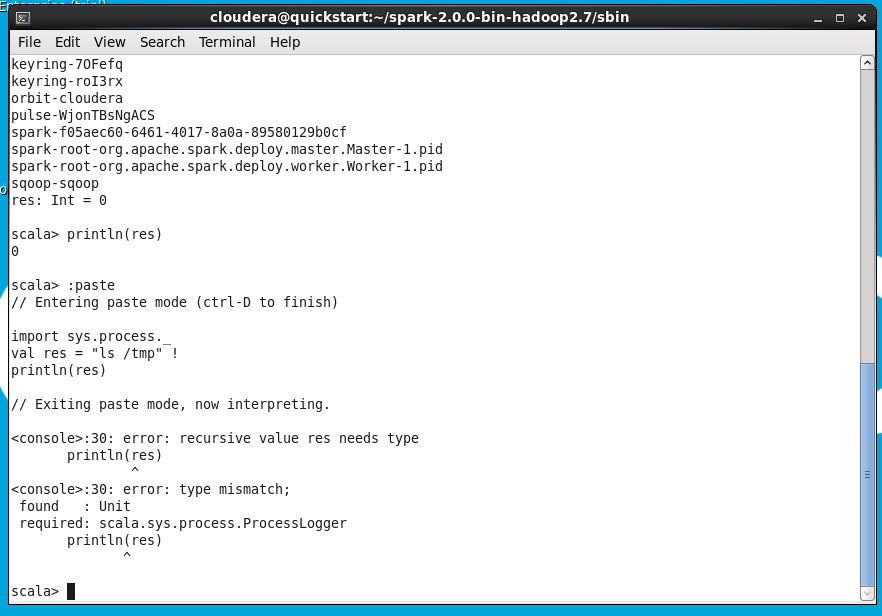 cloudera@quickstart:~/spark-2.0.0-bin-hadoop2.7/sbin
File Edit View Search Terminal Help
keyring-7OFefq
keyring-roI3rx
orbit-cloudera
pulse-WjonTBsNgACS
spark-f05aec60-6461-4017-8a0a-89580129b0cf
spark-root-org.apache.spark.deploy.master.Master-1.pid
spark-root-org.apache.spark.deploy.worker.Worker-1.pid
sqoop-sqoop
res: Int = 0
scala> println(res)
0
scala> :paste
// Entering paste mode (ctrl-D to finish)
import sys.process._
val res = "ls /tmp" !
println(res)
// Exiting paste mode, now interpreting.
<console>:30: error: recursive value res needs type
println(res)
^
<console>:30: error: type mismatch;
found   : Unit
required: scala.sys.process.ProcessLogger
println(res)
^
scala>